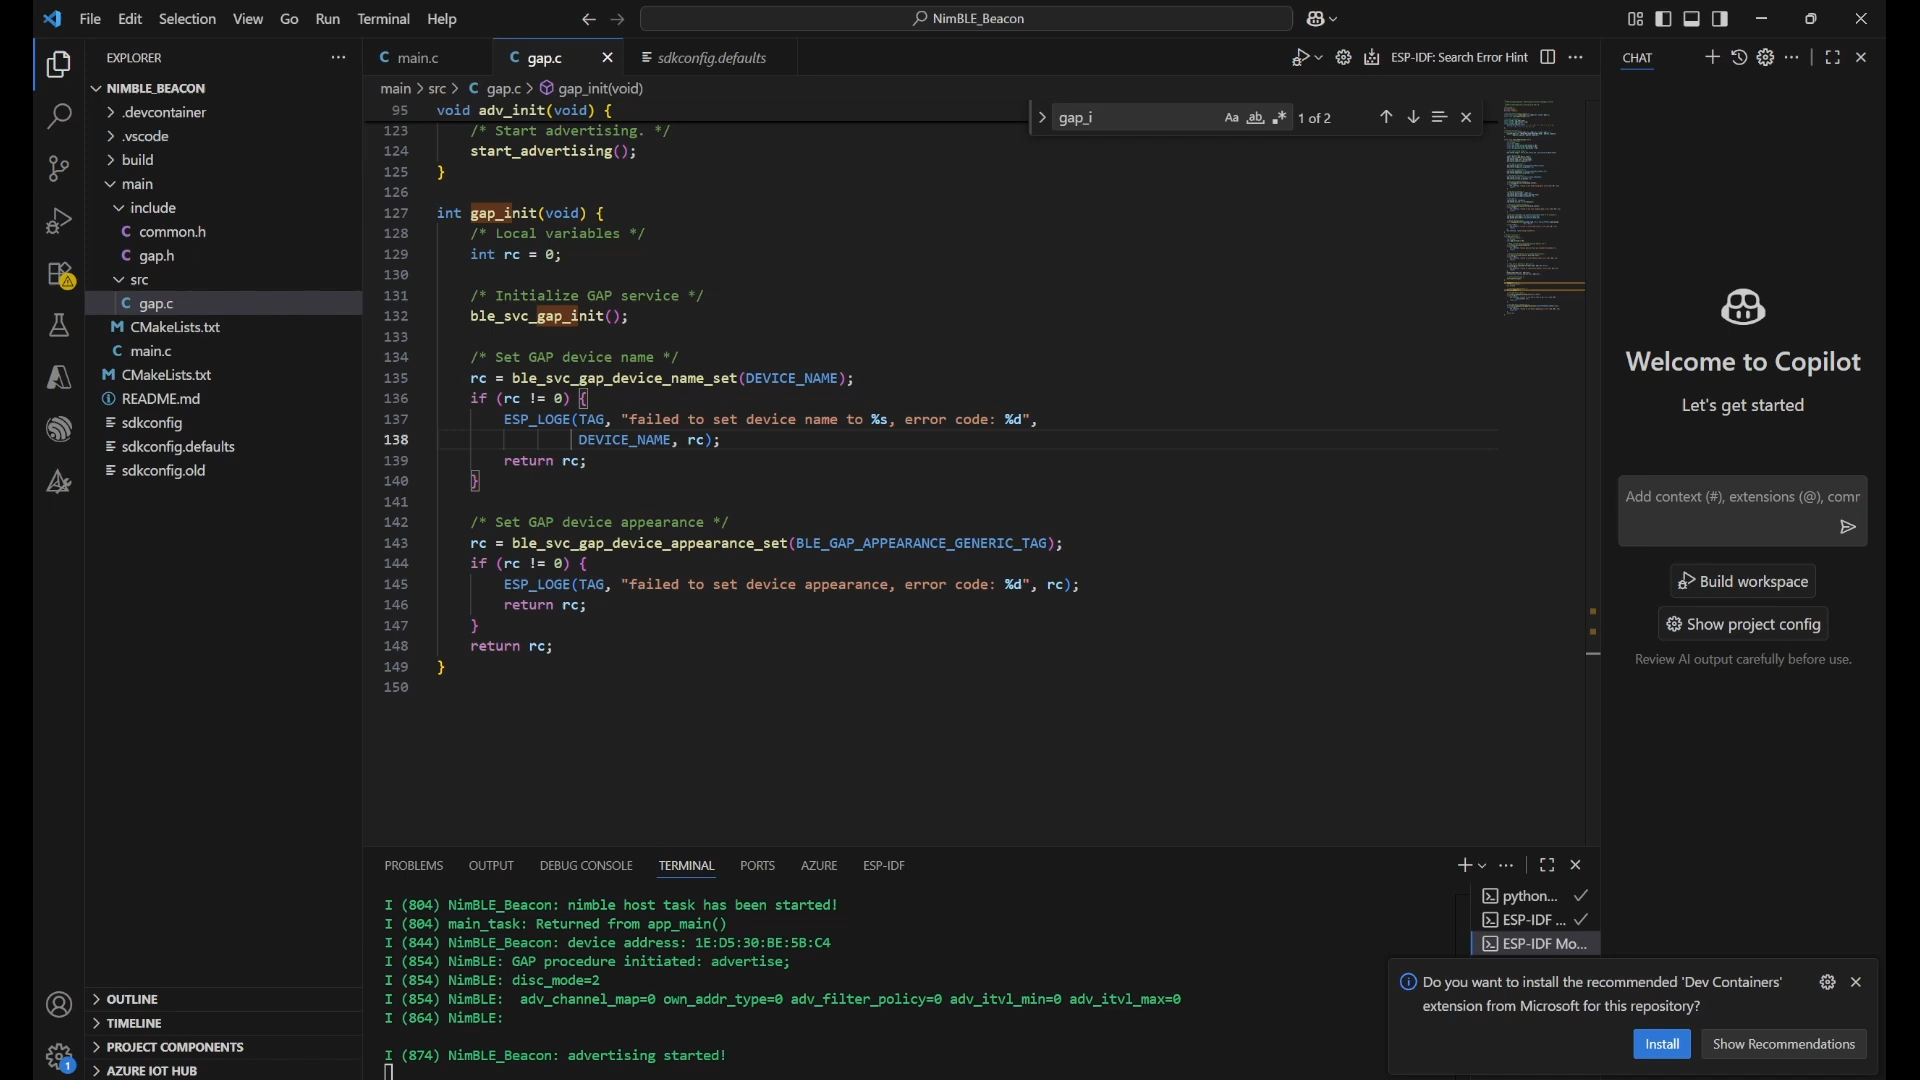 File Edit Selection View Go Run Terminal Help
NimBLE_Beacon
EXPLORER
NIMBLE_BEACON
.devcontainer
.vscode
build
main
include
C common.h
C gap.h
src
C gap.c
M CMakeLists.txt
C main.c
M CMakeLists.txt
README.md
sdkconfig
sdkconfig.defaults
sdkconfig.old
OUTLINE
TIMELINE
PROJECT COMPONENTS
AZURE IOT HUB
1
C main.c
C gap.c
sdkconfig.defaults
ESP-IDF: Search Error Hint
main > src > C gap.c > gap_init(void)
gap_i
Aa ab 1 of 2
95 void adv_init(void) {
123 /* Start advertising. */
124 start_advertising();
125 }
126
127 int gap_init(void) {
128 /* Local variables */
129 int rc = 0;
130
131 /* Initialize GAP service */
132 ble_svc_gap_init();
133
134 /* Set GAP device name */
135 rc = ble_svc_gap_device_name_set(DEVICE_NAME);
136 if (rc != 0) {
137 ESP_LOGE(TAG, "failed to set device name to %s, error code: %d",
138 DEVICE_NAME, rc);
139 return rc;
140 }
141
142 /* Set GAP device appearance */
143 rc = ble_svc_gap_device_appearance_set(BLE_GAP_APPEARANCE_GENERIC_TAG);
144 if (rc != 0) {
145 ESP_LOGE(TAG, "failed to set device appearance, error code: %d", rc);
146 return rc;
147 }
148 return rc;
149 }
150
PROBLEMS OUTPUT DEBUG CONSOLE TERMINAL PORTS AZURE ESP-IDF
I (804) NimBLE_Beacon: nimble host task has been started!
I (804) main_task: Returned from app_main()
I (844) NimBLE_Beacon: device address: 1E:D5:30:BE:5B:C4
I (854) NimBLE: GAP procedure initiated: advertise;
I (854) NimBLE: disc_mode=2
I (854) NimBLE:  adv_channel_map=0 own_addr_type=0 adv_filter_policy=0 adv_itvl_min=0 adv_itvl_max=0
I (864) NimBLE:
I (874) NimBLE_Beacon: advertising started!
python...
ESP-IDF ...
ESP-IDF Mo...
CHAT
Welcome to Copilot
Let's get started
Add context (#), extensions (@), comr
Build workspace
Show project config
Review AI output carefully before use.
Do you want to install the recommended 'Dev Containers'
extension from Microsoft for this repository?
Install
Show Recommendations